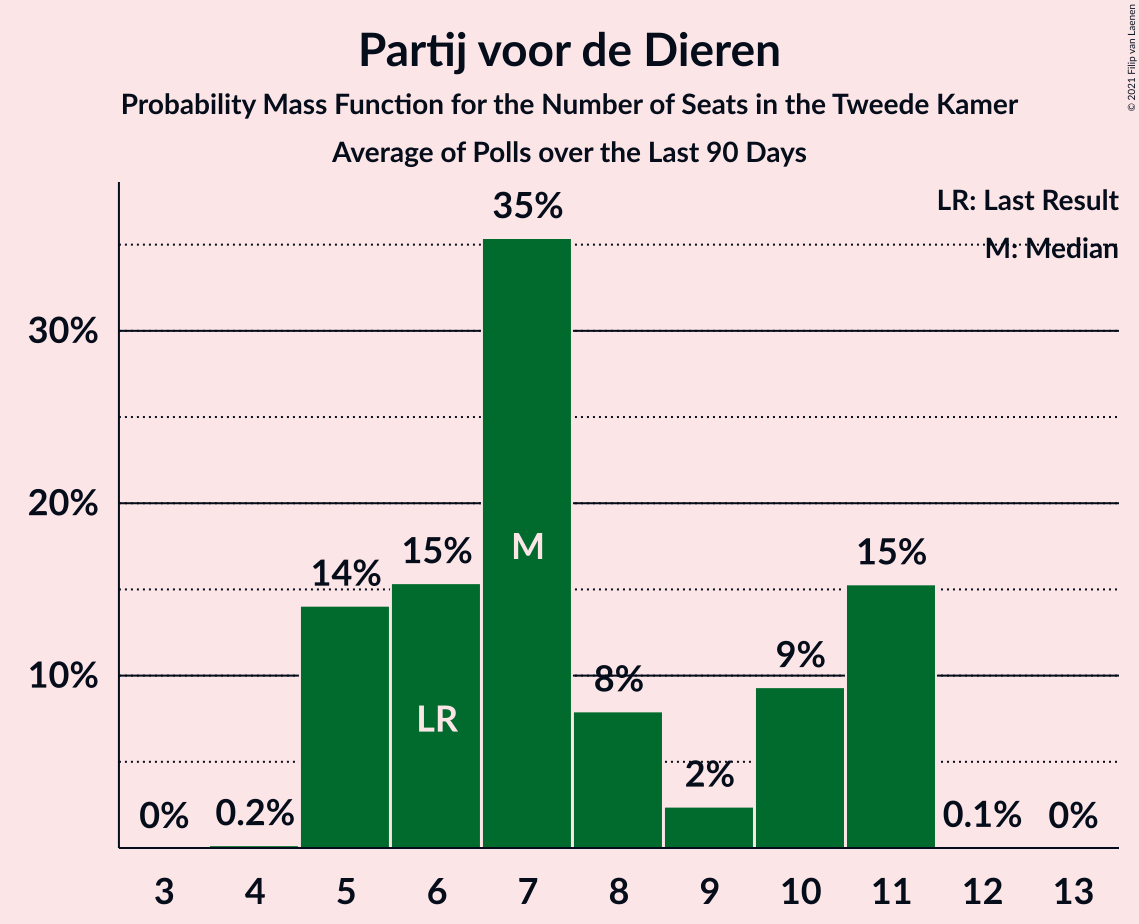 Partij voor de Dieren
Probability Mass Function for the Number of Seats in the Tweede Kamer
Average of Polls over the Last 90 Days
© 2021 Filip van Laenen
LR: Last Result
M: Median
30%
20%
10%
0%
0.2%
14%
15%
35%
8%
2%
9%
15%
0.1%
0%
M
LR
3 4 5 6 7 8 9 10 11 12 13